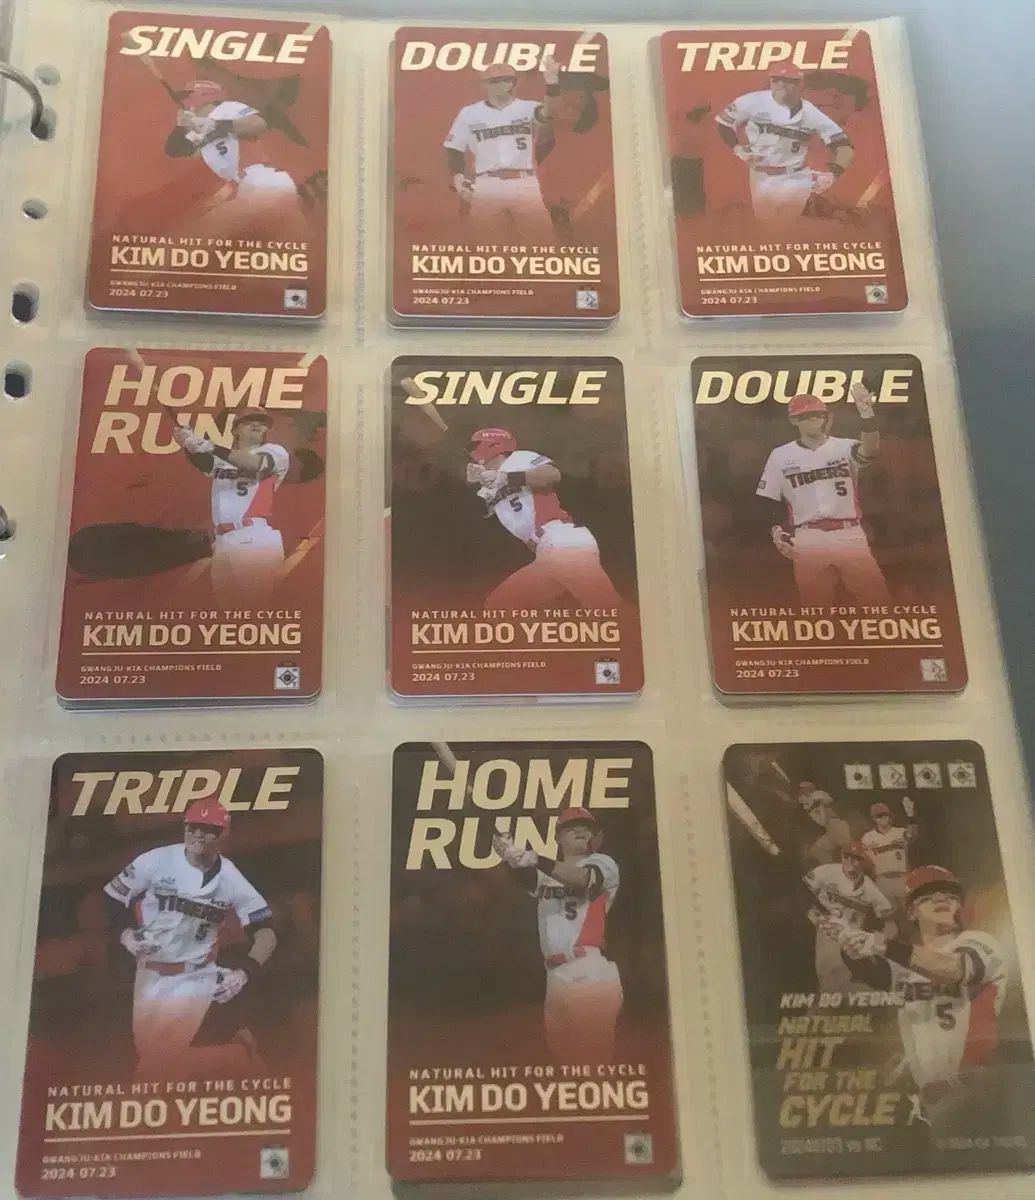 SINGLE
TIGERS
5
NATURAL HIT FOR THE CYCLE
KIM DO YEONG
GWANGJU-KIA CHAMPIONS FIELD
2024 07.23
DOUBLE
TIGERS
5
NATURAL HIT FOR THE CYCLE
KIM DO YEONG
GWANGJU-KIA CHAMPIONS FIELD
2024 07.23
TRIPLE
TIGERS
5
NATURAL HIT FOR THE CYCLE
KIM DO YEONG
GWANGJU-KIA CHAMPIONS FIELD
2024 07.23
HOME
RUN
TIGERS
5
NATURAL HIT FOR THE CYCLE
KIM DO YEONG
GWANGJU-KIA CHAMPIONS FIELD
2024 07.23
SINGLE
5
NATURAL HIT FOR THE CYCLE
KIM DO YEONG
GWANGJU-KIA CHAMPIONS FIELD
2024 07.23
DOUBLE
TIGERS
5
NATURAL HIT FOR THE CYCLE
KIM DO YEONG
GWANGJU-KIA CHAMPIONS FIELD
2024 07.23
TRIPLE
TIGERS
5
NATURAL HIT FOR THE CYCLE
KIM DO YEONG
GWANGJU-KIA CHAMPIONS FIELD
2024 07.23
HOME
RUN
TIGERS
5
NATURAL HIT FOR THE CYCLE
KIM DO YEONG
GWANGJU-KIA CHAMPIONS FIELD
2024 07.23
5
KIM DO YEONG
NATURAL
HIT
FOR THE
CYCLE